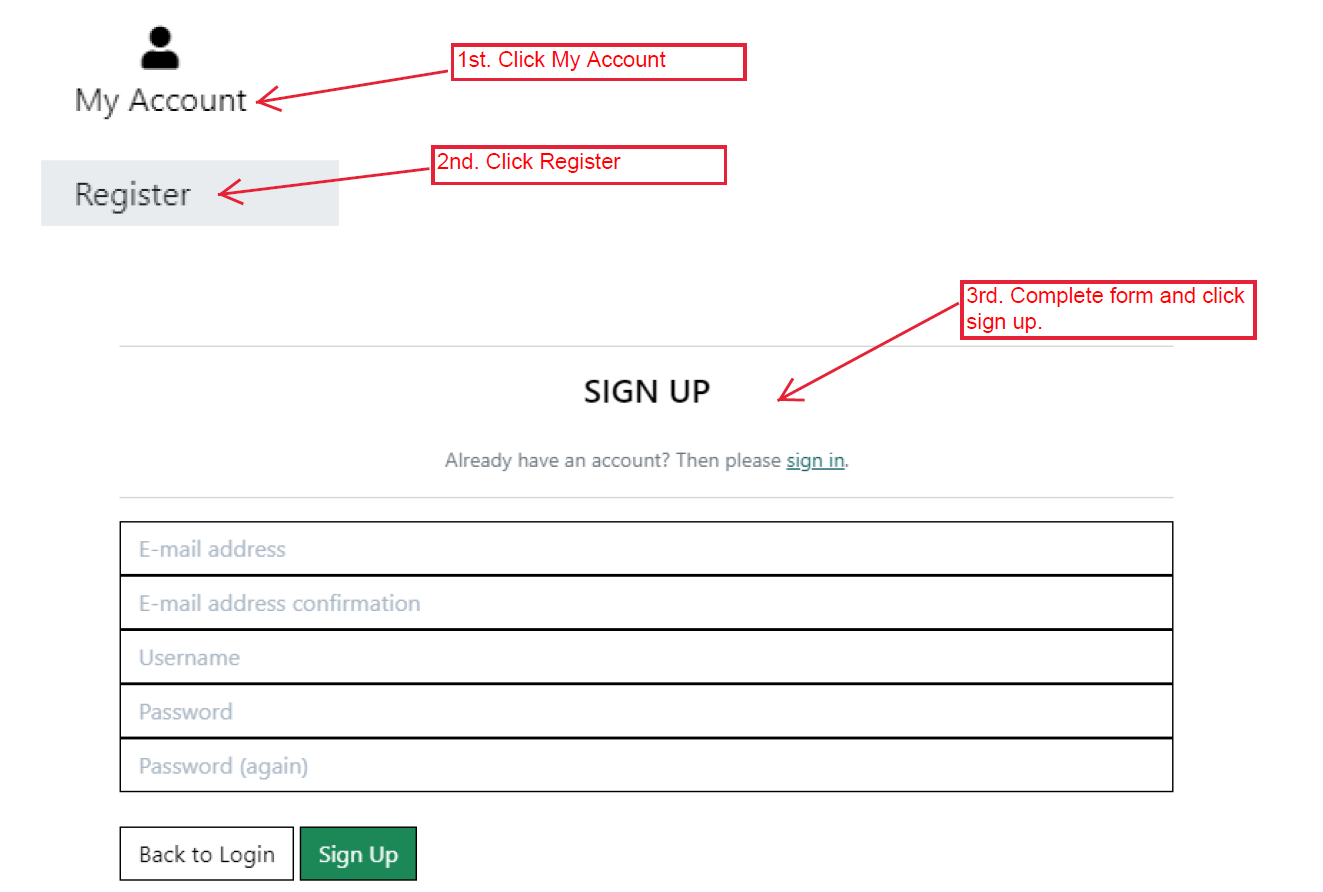 1st. Click My Account
My Account
2nd. Click Register
Register
3rd. Complete form and click
sign up.
SIGN UP
Already have an account? Then please sign in.
E-mail address
E-mail address confirmation
Username
Password
Password (again)
Back to Login
Sign Up